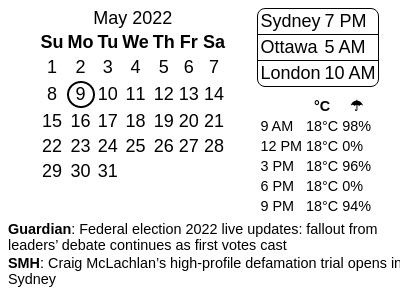 May 2022
Su Mo Tu We Th Fr Sa
1 2 3 4 5 6 7
8 9 10 11 12 13 14
15 16 17 18 19 20 21
22 23 24 25 26 27 28
29 30 31
Sydney 7 PM
Ottawa 5 AM
London 10 AM
°C ☂
9 AM 18°C 98%
12 PM 18°C 0%
3 PM 18°C 96%
6 PM 18°C 0%
9 PM 18°C 94%
Guardian: Federal election 2022 live updates: fallout from
leaders’ debate continues as first votes cast
SMH: Craig McLachlan’s high-profile defamation trial opens in
Sydney